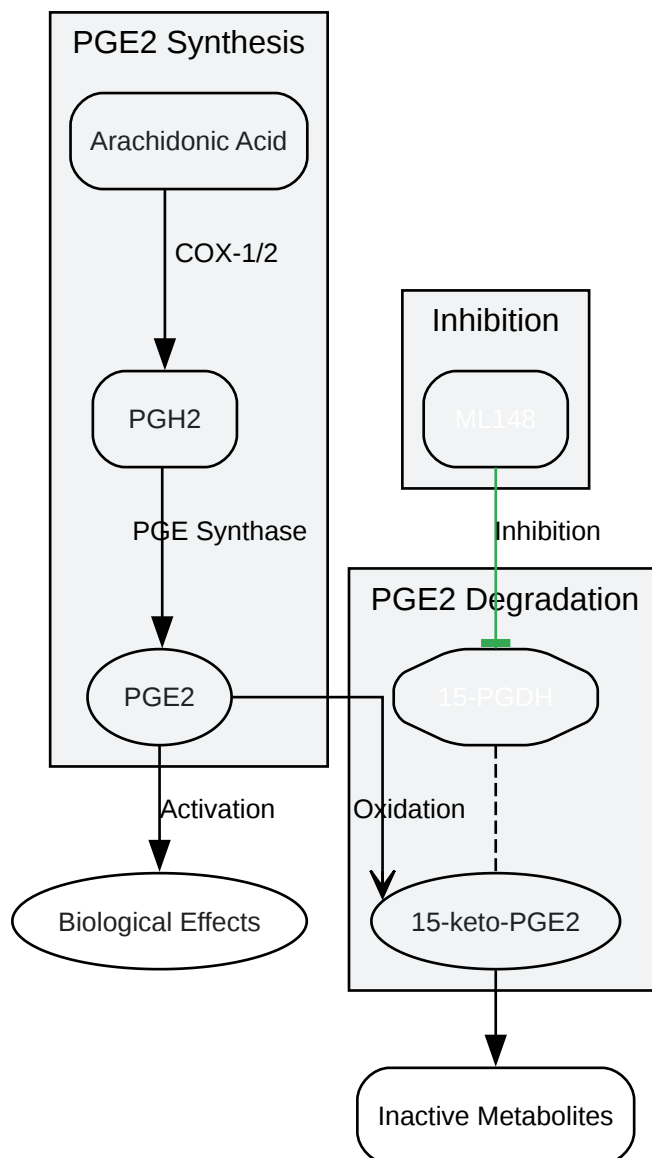 PGE2 Synthesis
Arachidonic Acid
COX-1/2
PGH2
PGE Synthase
PGE2
Activation
Biological Effects
Inhibition
ML148
Inhibition
PGE2 Degradation
15-PGDH
Oxidation
15-keto-PGE2
Inactive Metabolites